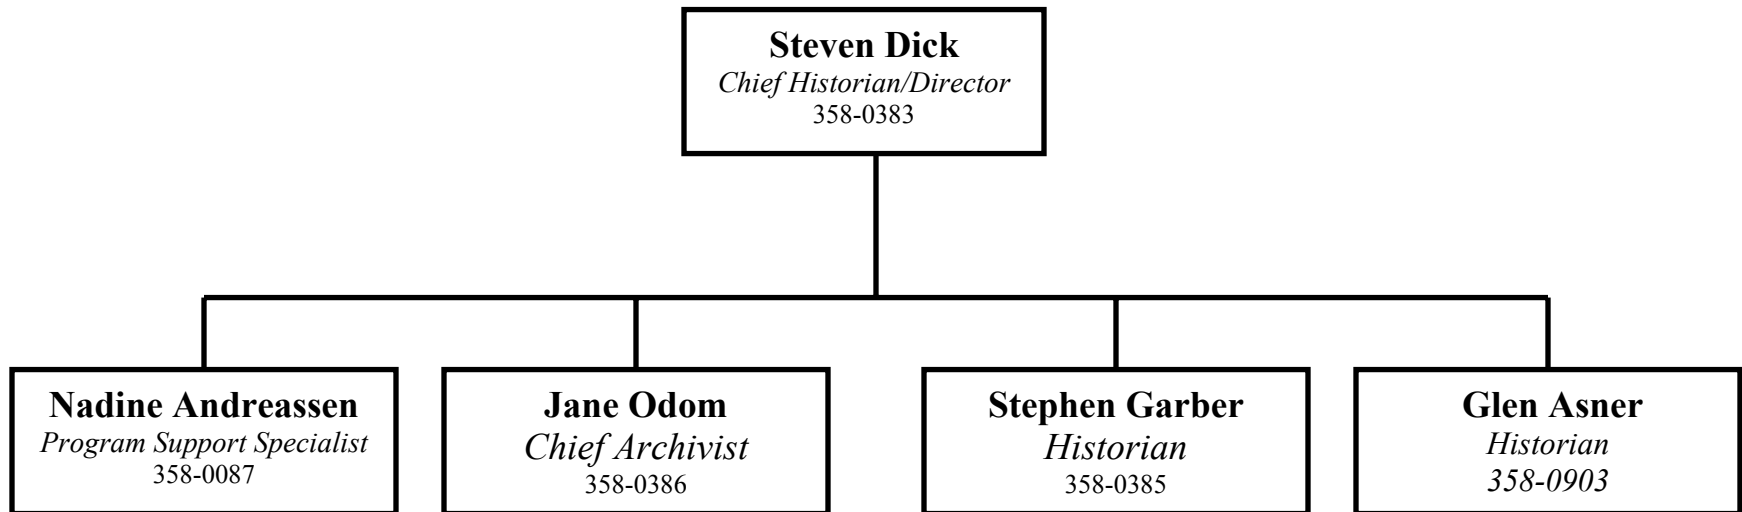 Steven Dick
Chief Historian/Director
358-0383
Nadine Andreassen
Program Support Specialist
358-0087
Jane Odom
Chief Archivist
358-0386
Stephen Garber
Historian
358-0385
Glen Asner
Historian
358-0903